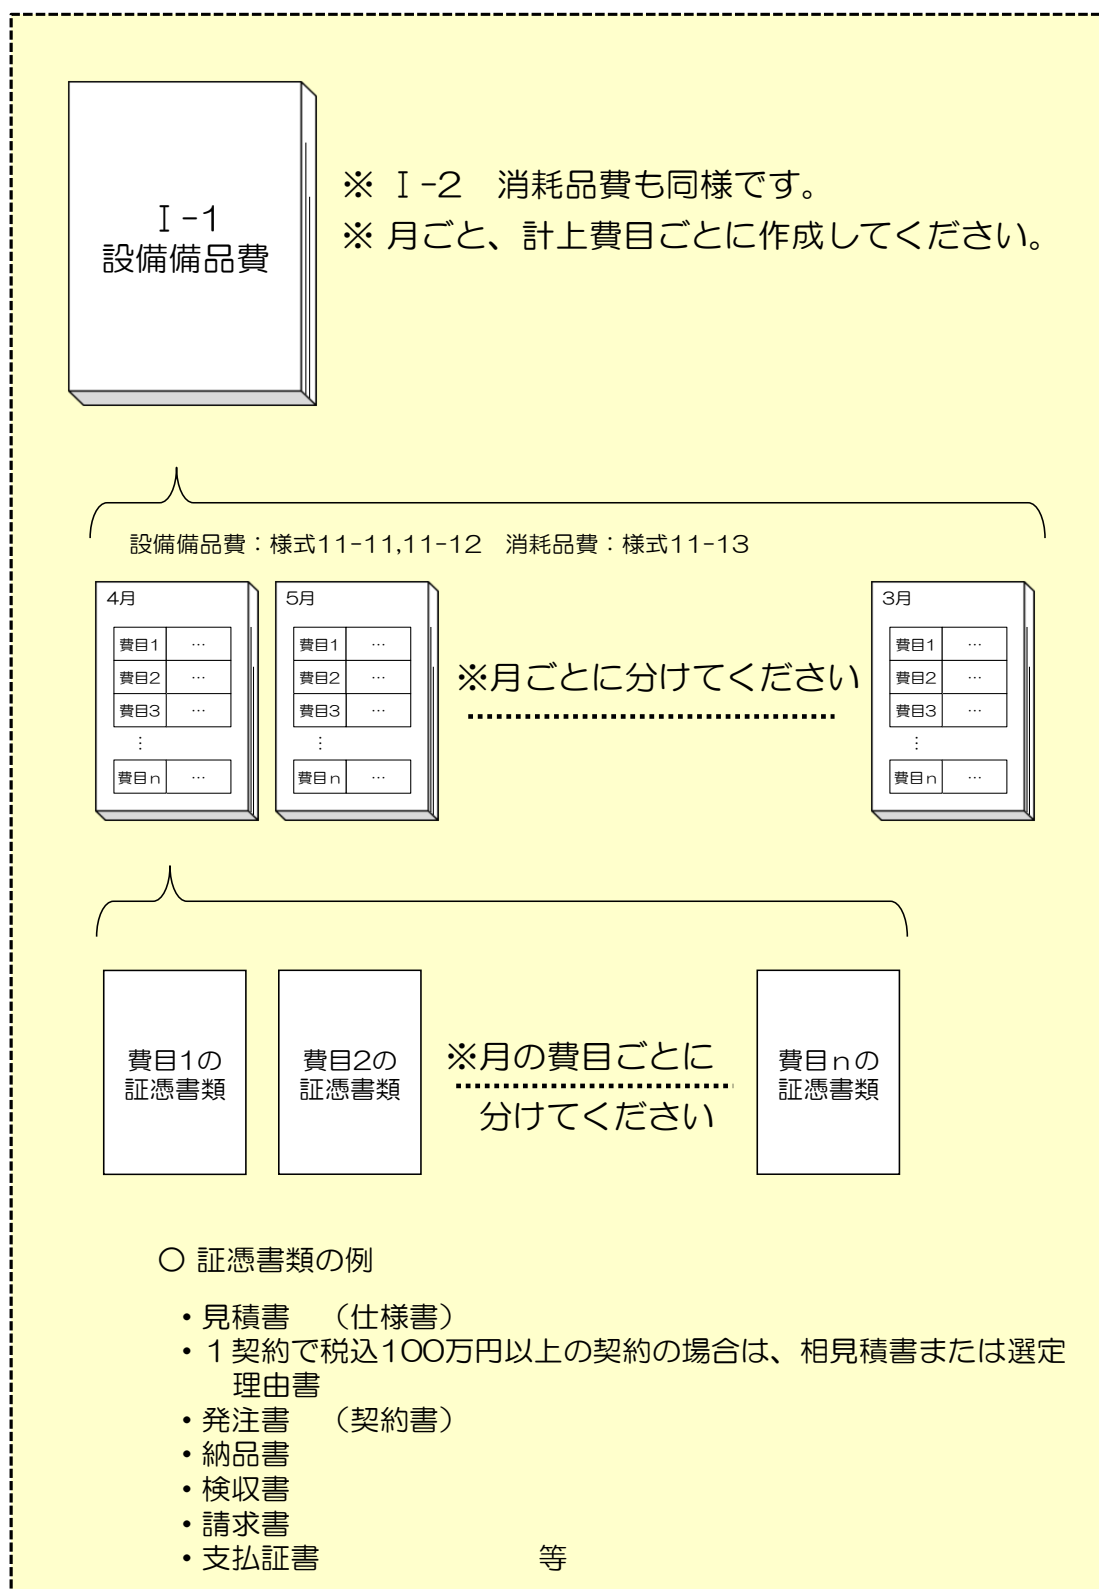 Ⅰ-1
設備備品費
※ Ⅰ-2　消耗品費も同様です。
※ 月ごと、計上費目ごとに作成してください。
設備備品費：様式11-11,11-12　消耗品費：様式11-13
4月
費目1 …
費目2 …
費目3 …
⋮
費目n …
5月
費目1 …
費目2 …
費目3 …
⋮
費目n …
※月ごとに分けてください
3月
費目1 …
費目2 …
費目3 …
⋮
費目n …
費目1の
証憑書類
費目2の
証憑書類
※月の費目ごとに
分けてください
費目nの
証憑書類
○ 証憑書類の例
・見積書　（仕様書）
・１契約で税込100万円以上の契約の場合は、相見積書または選定
理由書
・発注書　（契約書）
・納品書
・検収書
・請求書
・支払証書　　　　　　　等